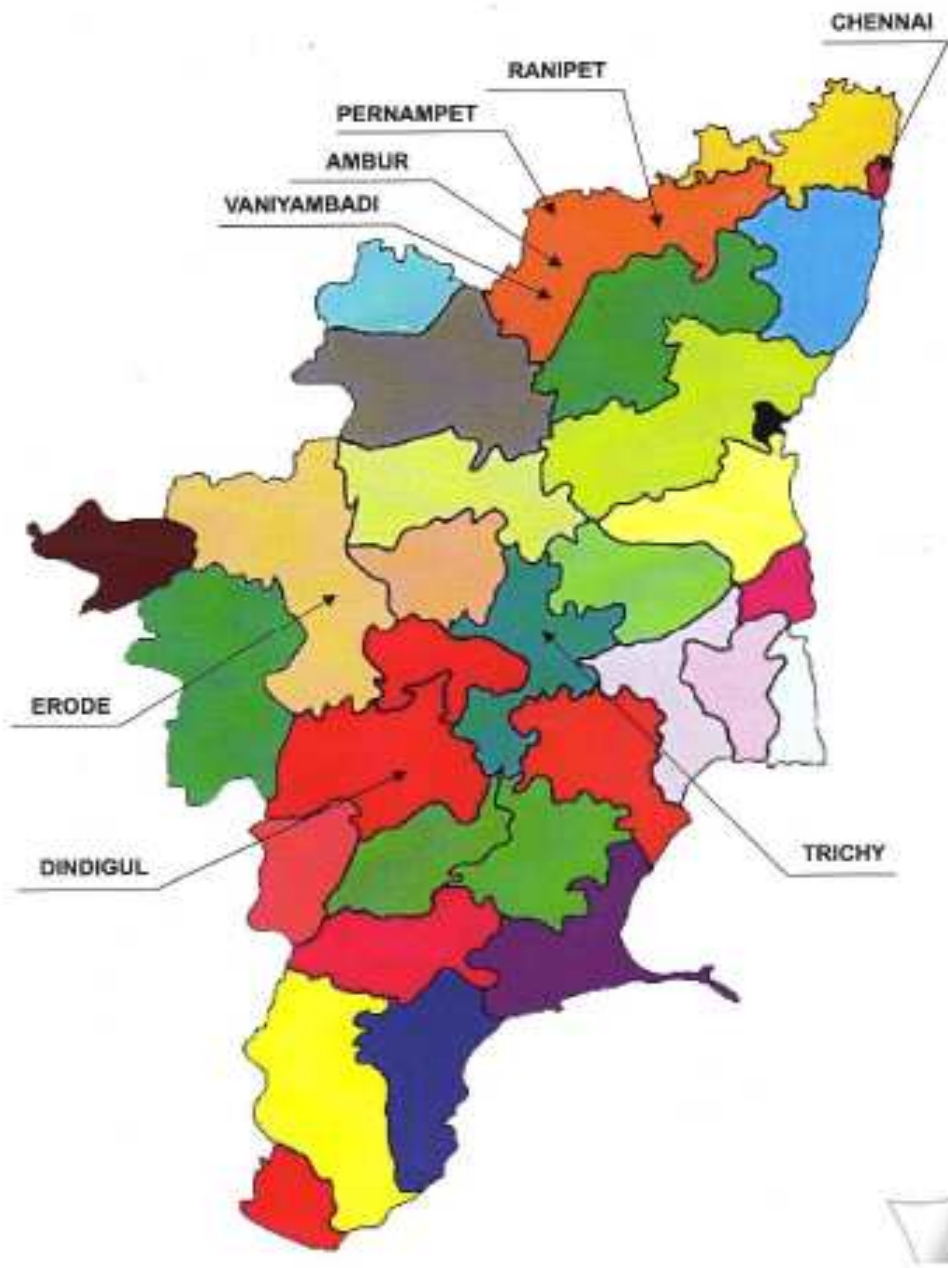 CHENNAI
RANIPET
PERNAMPET
AMBUR
VANIYAMBADI
ERODE
DINDIGUL
TRICHY